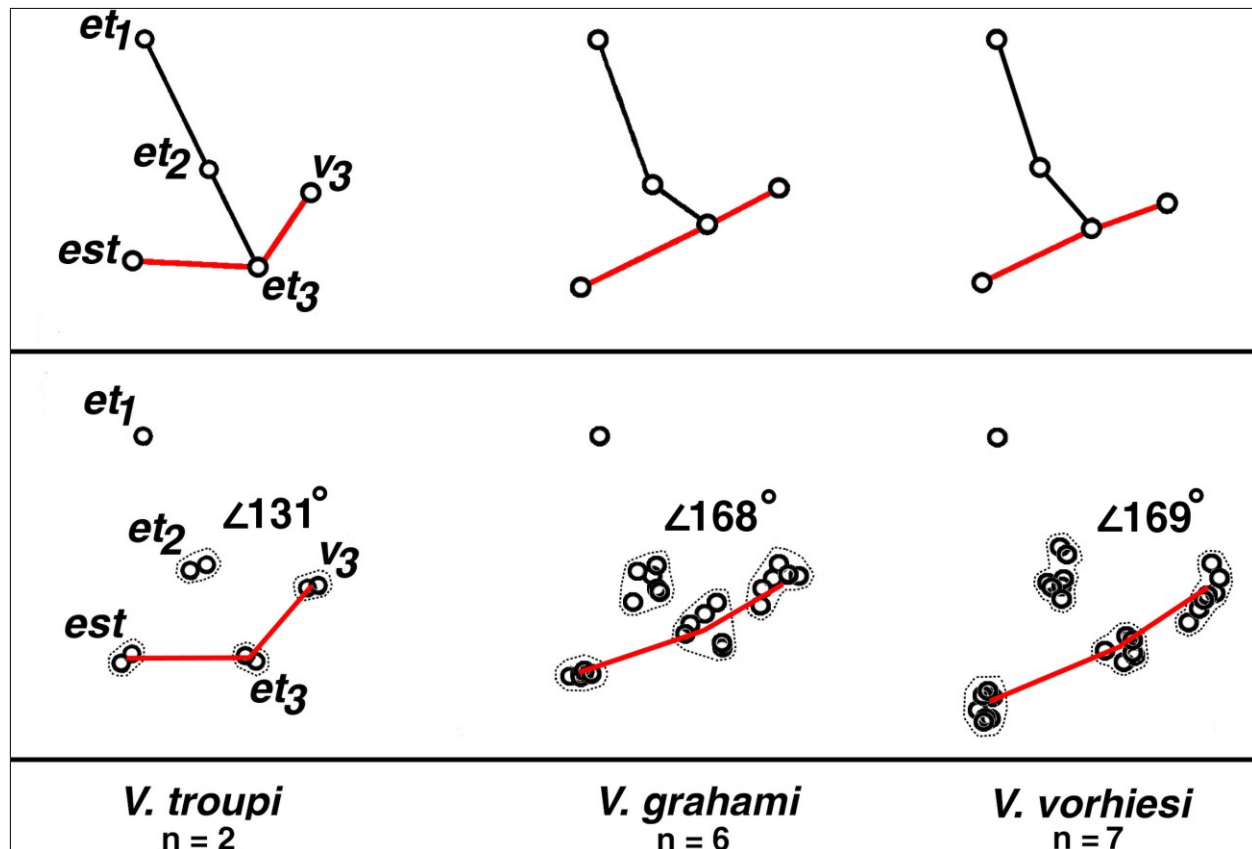 et1
et2
v3
est
et3
et1
∠131°
∠168°
∠169°
et2
v3
est
et3
V. troupi
V. grahami
V. vorhiesi
n = 2
n = 6
n = 7